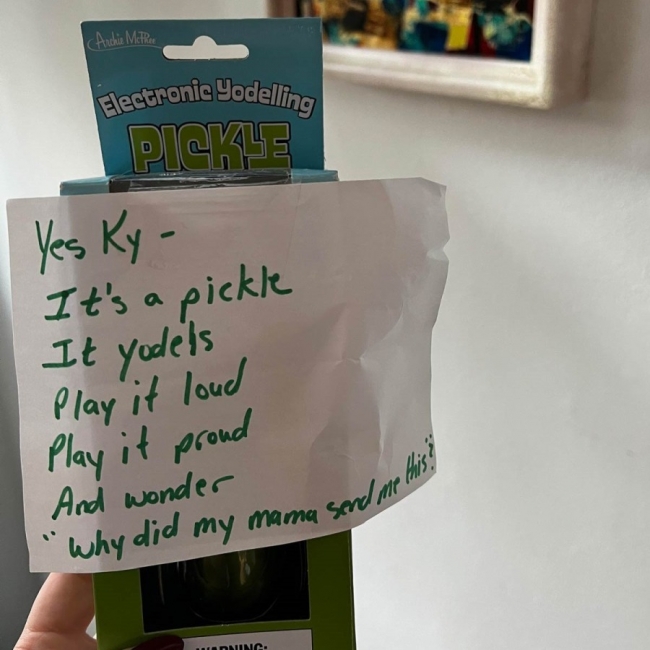 Archie McPhee
Electronic Yodelling
PICKLE
Yes Ky -
It's a pickle
It yodels
Play it loud
Play it proud
And wonder
"Why did my mama send me this"?
WARNING: